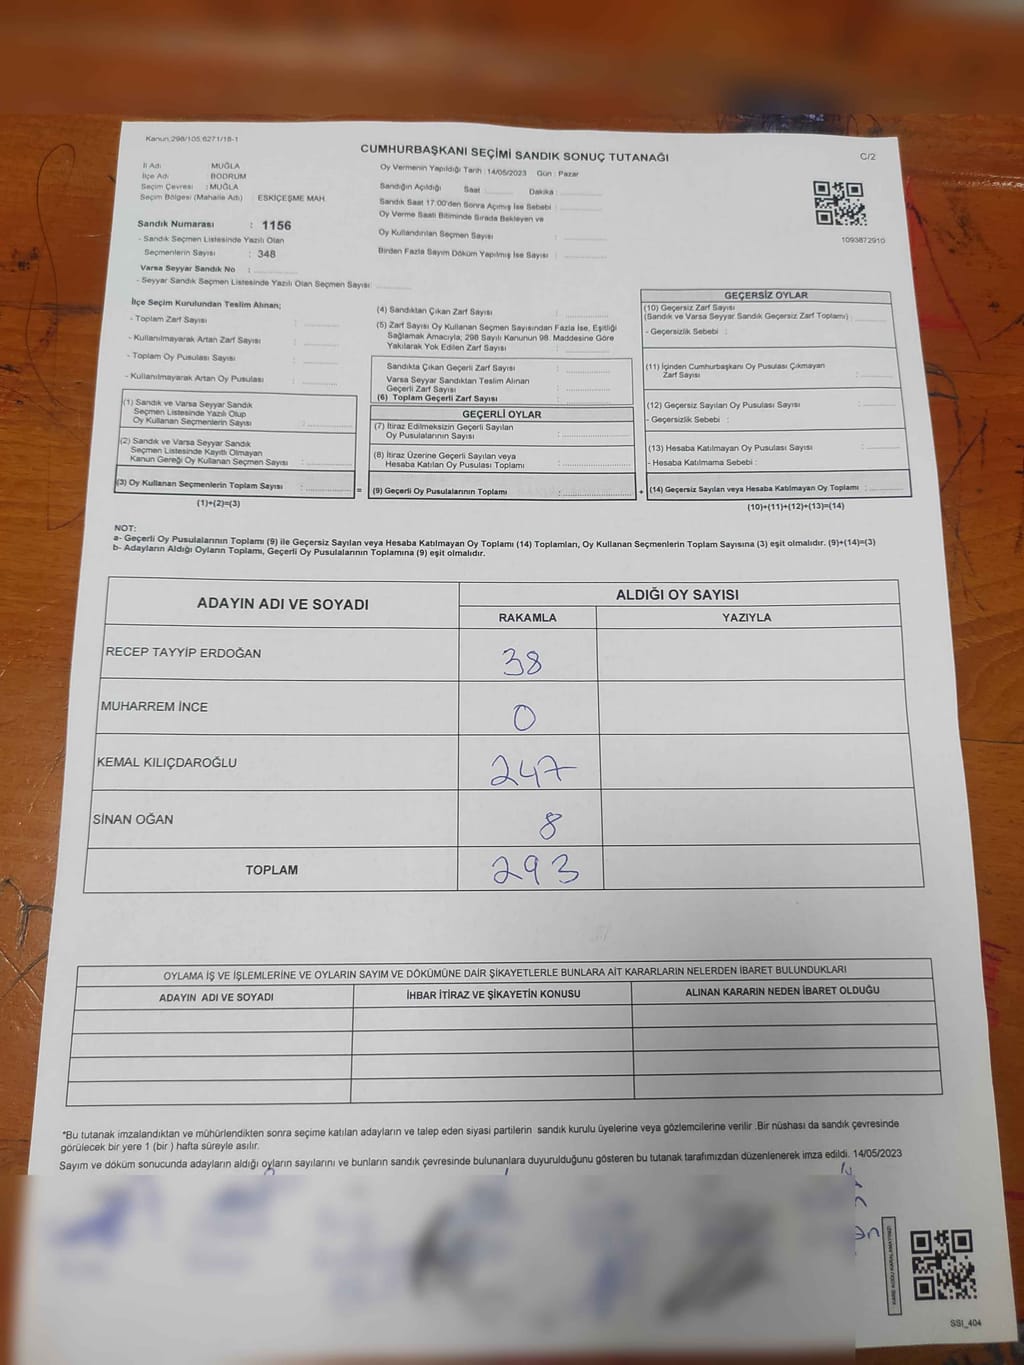 Kanun:298/105.6271/18-1
CUMHURBAŞKANI SEÇİMİ SANDIK SONUÇ TUTANAĞI
C/2
İl Adı : MUĞLA
İlçe Adı : BODRUM
Seçim Çevresi : MUĞLA
Seçim Bölgesi (Mahalle Adı) : ESKİÇEŞME MAH.
Sandık Numarası : 1156
- Sandık Seçmen Listesinde Yazılı Olan
Seçmenlerin Sayısı : 348
Varsa Seyyar Sandık No :
- Seyyar Sandık Seçmen Listesinde Yazılı Olan Seçmen Sayısı:
Oy Vermenin Yapıldığı Tarih :14/05/2023 Gün : Pazar
Sandığın Açıldığı Saat Dakika :
Sandık Saat 17:00'den Sonra Açımış İse Sebebi :
Oy Verme Saati Bitiminde Sırada Bekleyen ve
Oy Kullandırılan Seçmen Sayısı :
Birden Fazla Sayım Döküm Yapılmış İse Sayısı :
1093872910
İlçe Seçim Kurulundan Teslim Alınan;
- Toplam Zarf Sayısı :
- Kullanılmayarak Artan Zarf Sayısı :
- Toplam Oy Pusulası Sayısı :
- Kullanılmayarak Artan Oy Pusulası :
(1) Sandık ve Varsa Seyyar Sandık
Seçmen Listesinde Yazılı Olup
Oy Kullanan Seçmenlerin Sayısı :
(2) Sandık ve Varsa Seyyar Sandık
Seçmen Listesinde Kayıtlı Olmayan
Kanun Gereği Oy Kullanan Seçmen Sayısı :
(3) Oy Kullanan Seçmenlerin Toplam Sayısı : =
(1)+(2)=(3)
(4) Sandıktan Çıkan Zarf Sayısı :
(5) Zarf Sayısı Oy Kullanan Seçmen Sayısından Fazla İse, Eşitliği
Sağlamak Amacıyla; 298 Sayılı Kanunun 98. Maddesine Göre
Yakılarak Yok Edilen Zarf Sayısı :
Sandıkta Çıkan Geçerli Zarf Sayısı :
Varsa Seyyar Sandıktan Teslim Alınan
Geçerli Zarf Sayısı :
(6) Toplam Geçerli Zarf Sayısı :
GEÇERLİ OYLAR
(7) İtiraz Edilmeksizin Geçerli Sayılan
Oy Pusulalarının Sayısı :
(8) İtiraz Üzerine Geçerli Sayılan veya
Hesaba Katılan Oy Pusulası Toplamı :
(9) Geçerli Oy Pusulalarının Toplamı : +
GEÇERSİZ OYLAR
(10) Geçersiz Zarf Sayısı
(Sandık ve Varsa Seyyar Sandık Geçersiz Zarf Toplamı) :
- Geçersizlik Sebebi :
(11) İçinden Cumhurbaşkanı Oy Pusulası Çıkmayan
Zarf Sayısı :
(12) Geçersiz Sayılan Oy Pusulası Sayısı :
- Geçersizlik Sebebi :
(13) Hesaba Katılmayan Oy Pusulası Sayısı :
- Hesaba Katılmama Sebebi :
(14) Geçersiz Sayılan veya Hesaba Katılmayan Oy Toplamı :
(10)+(11)+(12)+(13)=(14)
NOT:
a- Geçerli Oy Pusulalarının Toplamı (9) ile Geçersiz Sayılan veya Hesaba Katılmayan Oy Toplamı (14) Toplamları, Oy Kullanan Seçmenlerin Toplam Sayısına (3) eşit olmalıdır. (9)+(14)=(3)
b- Adayların Aldığı Oyların Toplamı, Geçerli Oy Pusulalarının Toplamına (9) eşit olmalıdır.
ADAYIN ADI VE SOYADI ALDIĞI OY SAYISI
RAKAMLA YAZIYLA
RECEP TAYYİP ERDOĞAN 38
MUHARREM İNCE 0
KEMAL KILIÇDAROĞLU 247
SİNAN OĞAN 8
TOPLAM 293
OYLAMA İŞ VE İŞLEMLERİNE VE OYLARIN SAYIM VE DÖKÜMÜNE DAİR ŞİKAYETLERLE BUNLARA AİT KARARLARIN NELERDEN İBARET BULUNDUKLARI
ADAYIN ADI VE SOYADI İHBAR İTİRAZ VE ŞİKAYETİN KONUSU ALINAN KARARIN NEDEN İBARET OLDUĞU
*Bu tutanak imzalandıktan ve mühürlendikten sonra seçime katılan adayların ve talep eden siyasi partilerin sandık kurulu üyelerine veya gözlemcilerine verilir .Bir nüshası da sandık çevresinde
görülecek bir yere 1 (bir ) hafta süreyle asılır.
Sayım ve döküm sonucunda adayların aldığı oyların sayılarını ve bunların sandık çevresinde bulunanlara duyurulduğunu gösteren bu tutanak tarafımızdan düzenlenerek imza edildi. 14/05/2023
SSI_404